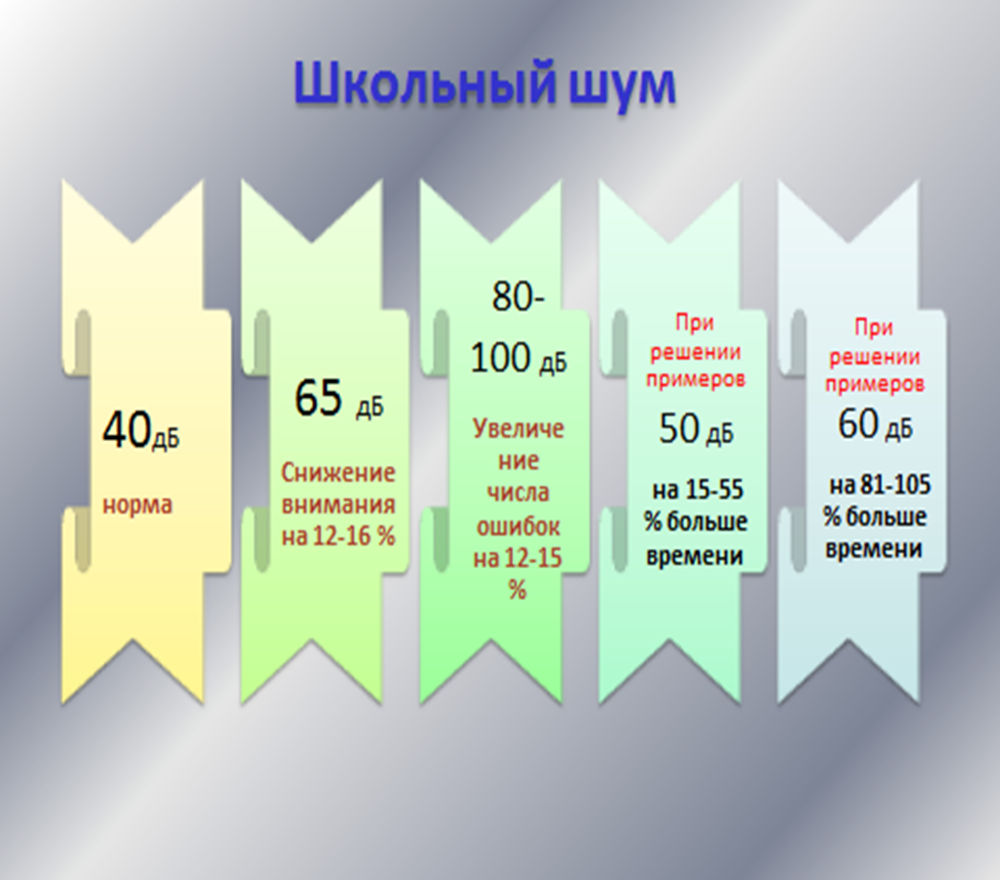 Школьный шум
40дБ
норма
65 дБ
Снижение
внимания
на 12-16 %
80-
100 дБ
Увеличе
ние
числа
ошибок
на 12-15
%
При
решении
примеров
50 дБ
на 15-55
% больше
времени
При
решении
примеров
60 дБ
на 81-105
% больше
времени